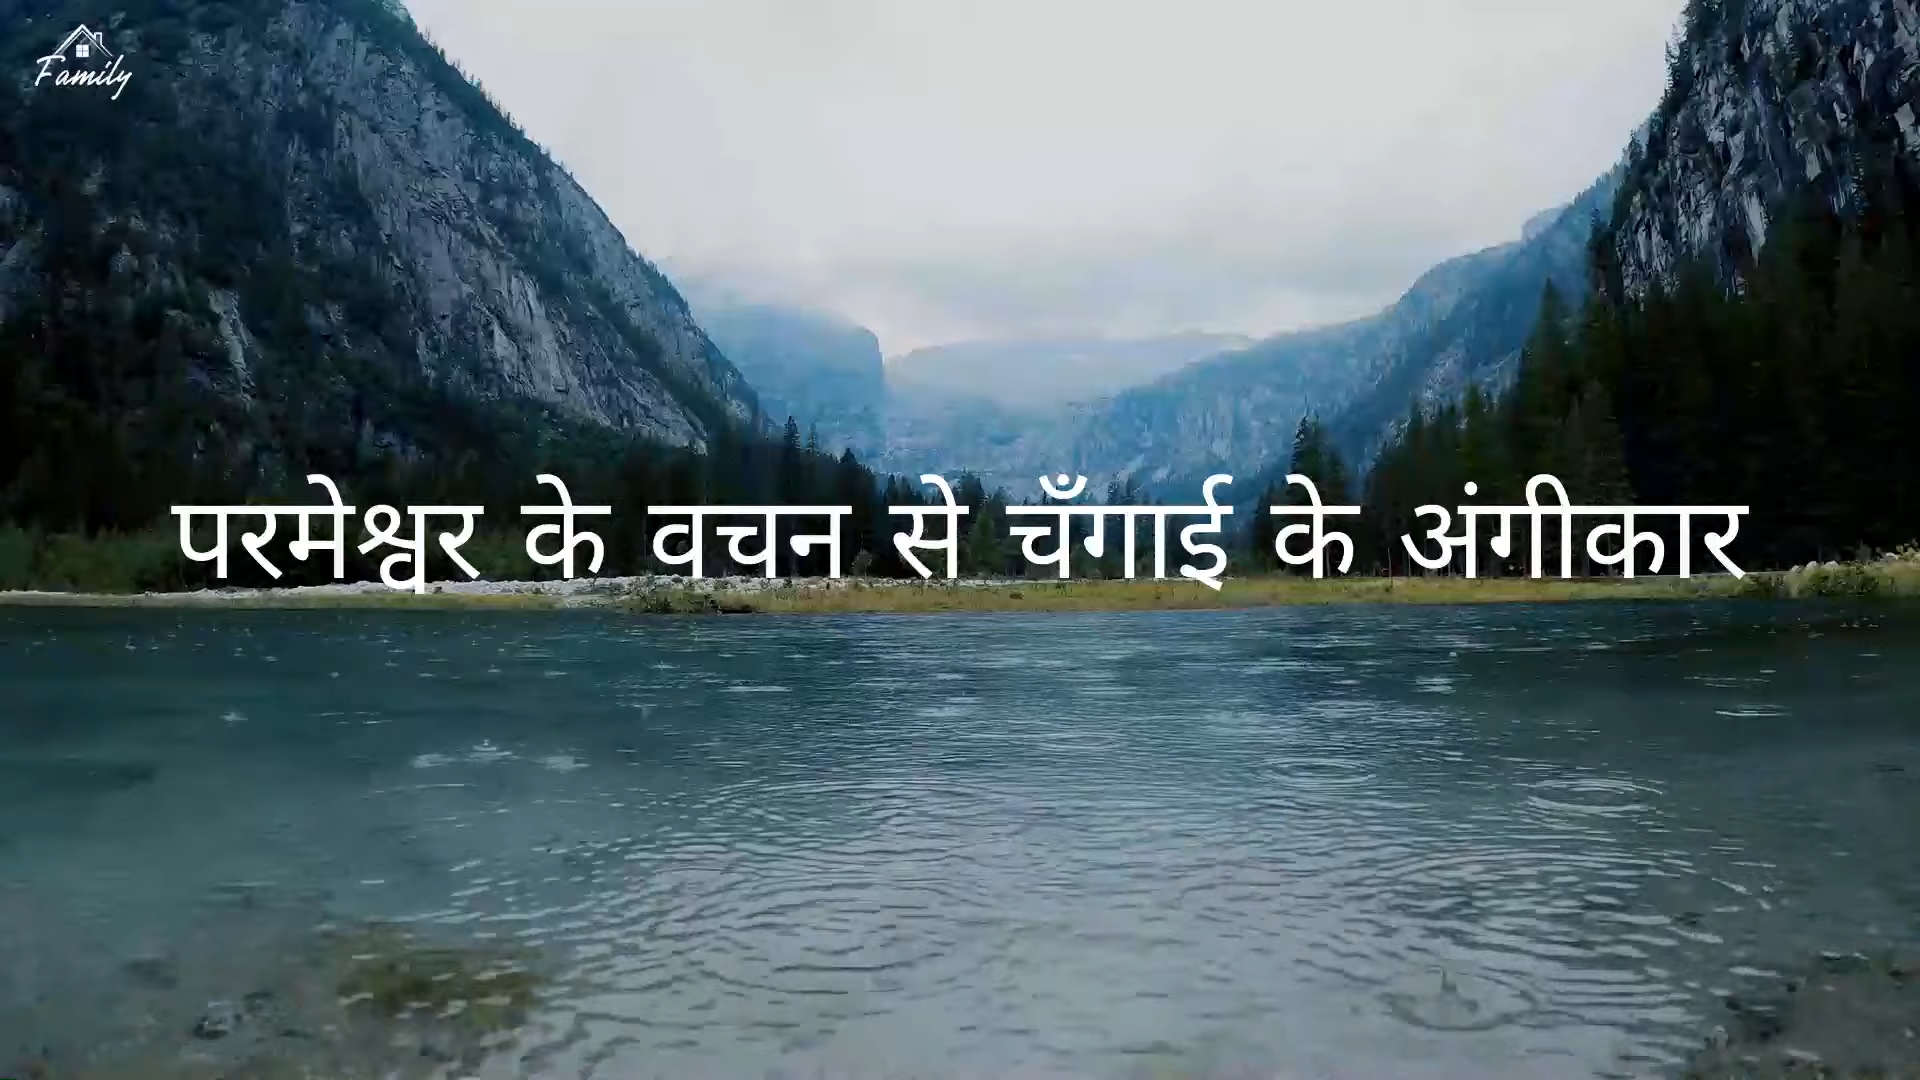 Family
परमेश्वर के वचन से चँगाई के अंगीकार